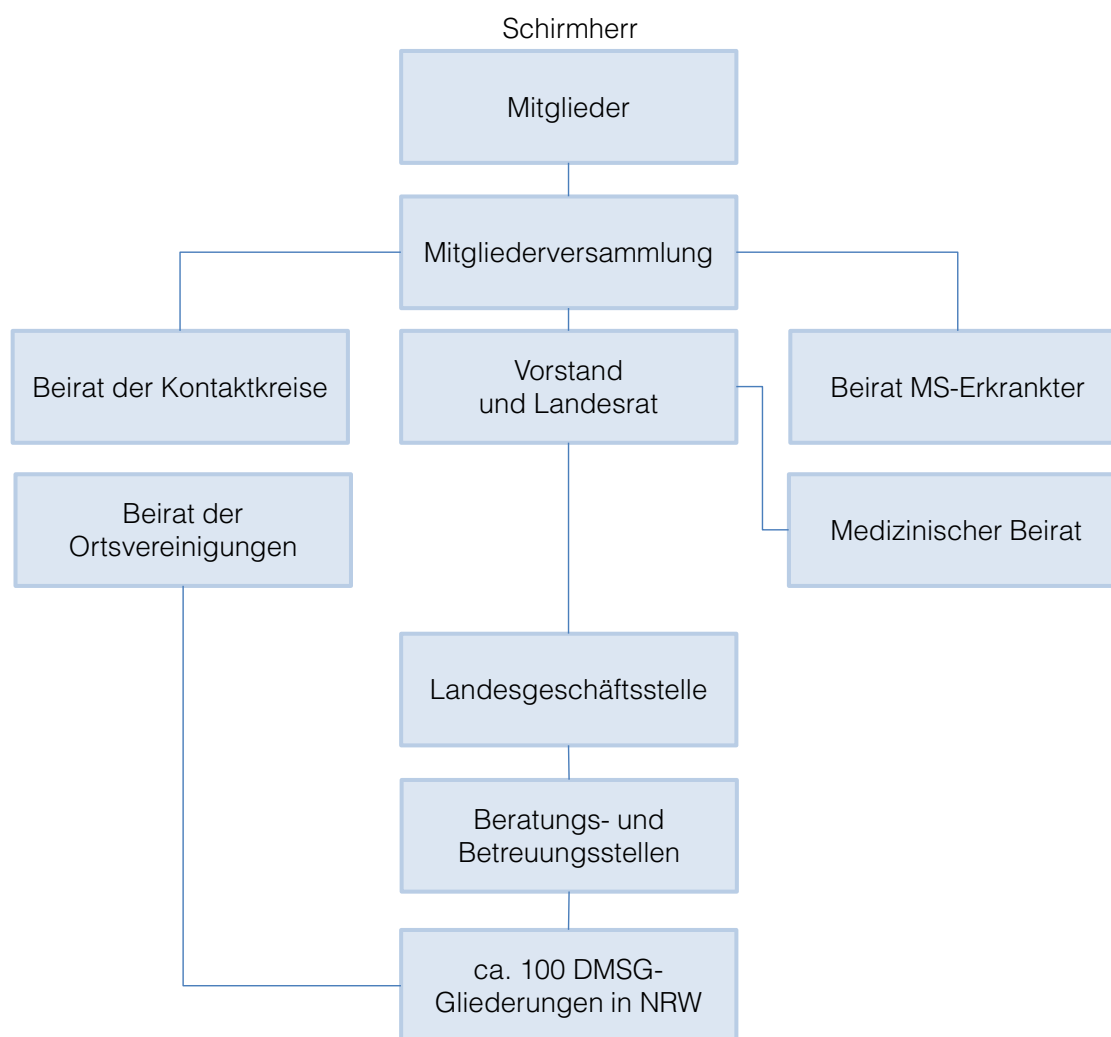 Schirmherr
Mitglieder
Mitgliederversammlung
Beirat der Kontaktkreise
Vorstand
und Landesrat
Beirat MS-Erkrankter
Beirat der
Ortsvereinigungen
Medizinischer Beirat
Landesgeschäftsstelle
Beratungs- und
Betreuungsstellen
ca. 100 DMSG-
Gliederungen in NRW